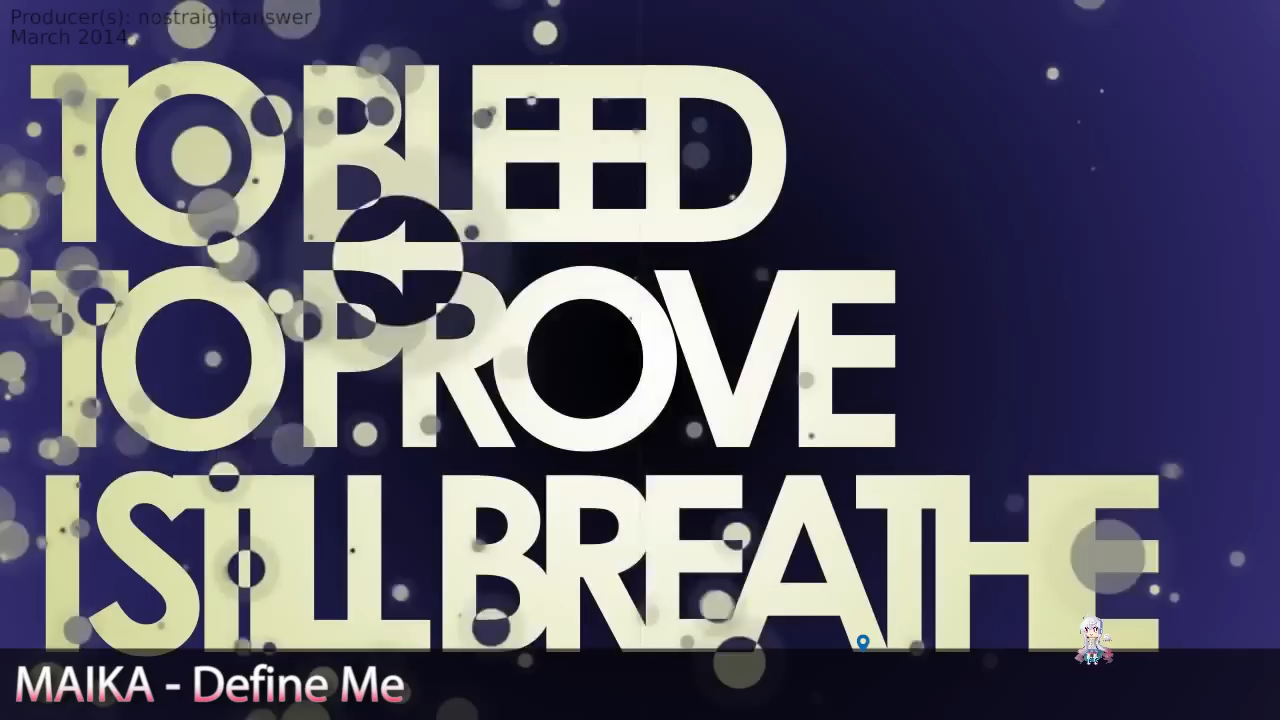 Producer(s): nostraightanswer
March 2014
TO BLEED
TO PROVE
I STILL BREATHE
MAIKA - Define Me